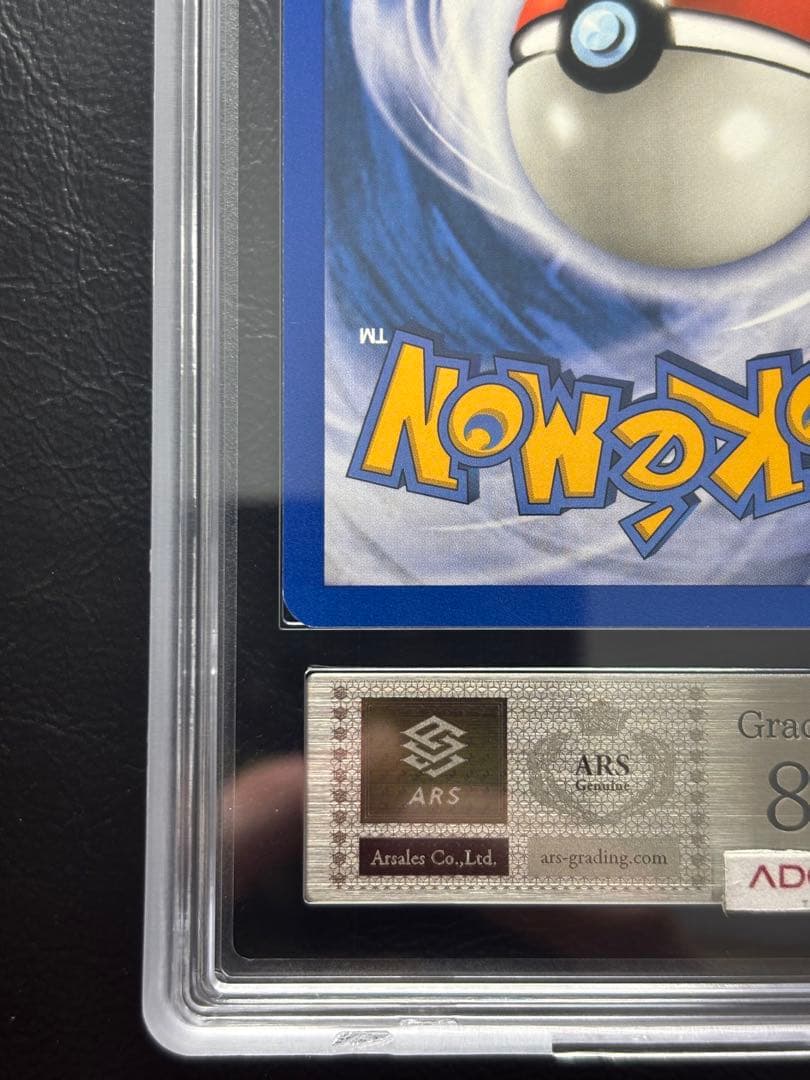 TM
POKéMON
ARS
ARS
Genuine
Arsales Co.,Ltd.
ars-grading.com
8